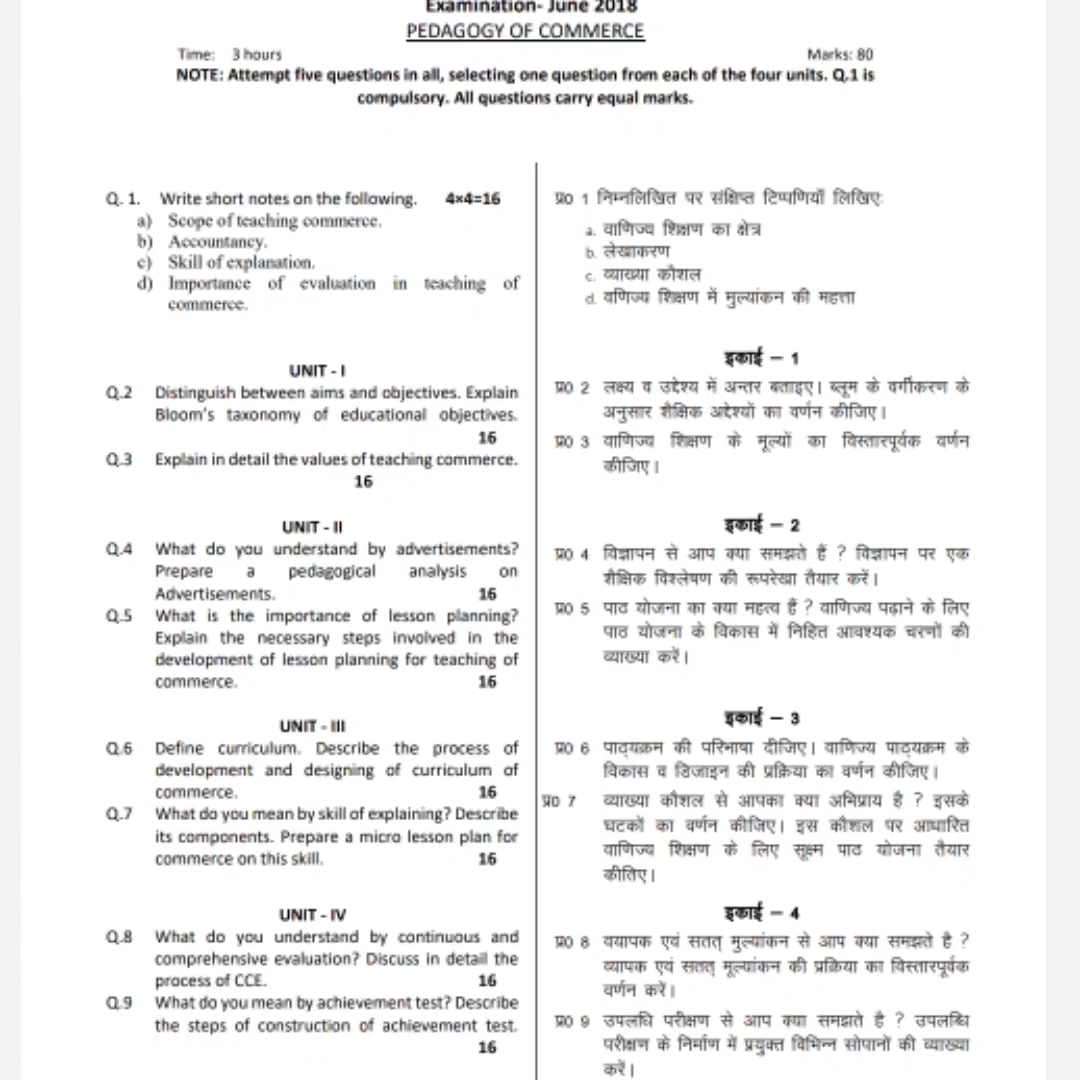 Examination- June 2018
PEDAGOGY OF COMMERCE
Time: 3 hours Marks: 80
NOTE: Attempt five questions in all, selecting one question from each of the four units. Q.1 is
compulsory. All questions carry equal marks.
Q. 1. Write short notes on the following. 4×4=16
a) Scope of teaching commerce.
b) Accountancy.
c) Skill of explanation.
d) Importance of evaluation in teaching of
commerce.
UNIT - I
Q.2 Distinguish between aims and objectives. Explain
Bloom's taxonomy of educational objectives.
16
Q.3 Explain in detail the values of teaching commerce.
16
UNIT - II
Q.4 What do you understand by advertisements?
Prepare a pedagogical analysis on
Advertisements. 16
Q.5 What is the importance of lesson planning?
Explain the necessary steps involved in the
development of lesson planning for teaching of
commerce. 16
UNIT - III
Q.6 Define curriculum. Describe the process of
development and designing of curriculum of
commerce. 16
Q.7 What do you mean by skill of explaining? Describe
its components. Prepare a micro lesson plan for
commerce on this skill. 16
UNIT - IV
Q.8 What do you understand by continuous and
comprehensive evaluation? Discuss in detail the
process of CCE. 16
Q.9 What do you mean by achievement test? Describe
the steps of construction of achievement test.
16
प्र0 1 निम्नलिखित पर संक्षिप्त टिप्पणियाँ लिखिए:
a. वाणिज्य शिक्षण का क्षेत्र
b. लेखाकरण
c. व्याख्या कौशल
d. वणिज्य शिक्षण में मुल्यांकन की महत्ता
इकाई – 1
प्र0 2 लक्ष्य व उद्देश्य में अन्तर बताइए। ब्लूम के वर्गीकरण के
अनुसार शैक्षिक अद्देश्यों का वर्णन कीजिए।
प्र0 3 वाणिज्य शिक्षण के मूल्यों का विस्तारपूर्वक वर्णन
कीजिए।
इकाई – 2
प्र0 4 विज्ञापन से आप क्या समझते हैं ? विज्ञापन पर एक
शैक्षिक विश्लेषण की रूपरेखा तैयार करें।
प्र0 5 पाठ योजना का क्या महत्व हैं ? वाणिज्य पढ़ाने के लिए
पाठ योजना के विकास में निहित आवश्यक चरणों की
व्याख्या करें।
इकाई – 3
प्र0 6 पाठ्यक्रम की परिभाषा दीजिए। वाणिज्य पाठ्यक्रम के
विकास व डिजाइन की प्रक्रिया का वर्णन कीजिए।
प्र0 7 व्याख्या कौशल से आपका क्या अभिप्राय है ? इसके
घटकों का वर्णन कीजिए। इस कौशल पर आधारित
वाणिज्य शिक्षण के लिए सूक्ष्म पाठ योजना तैयार
कीतिए।
इकाई – 4
प्र0 8 वयापक एवं सतत् मुल्यांकन से आप क्या समझते है ?
व्यापक एवं सतत् मूल्यांकन की प्रक्रिया का विस्तारपूर्वक
वर्णन करें।
प्र0 9 उपलधि परीक्षण से आप क्या समझते है ? उपलब्धि
परीक्षण के निर्माण में प्रयुक्त विभिन्न सोपानों की व्याख्या
करें।